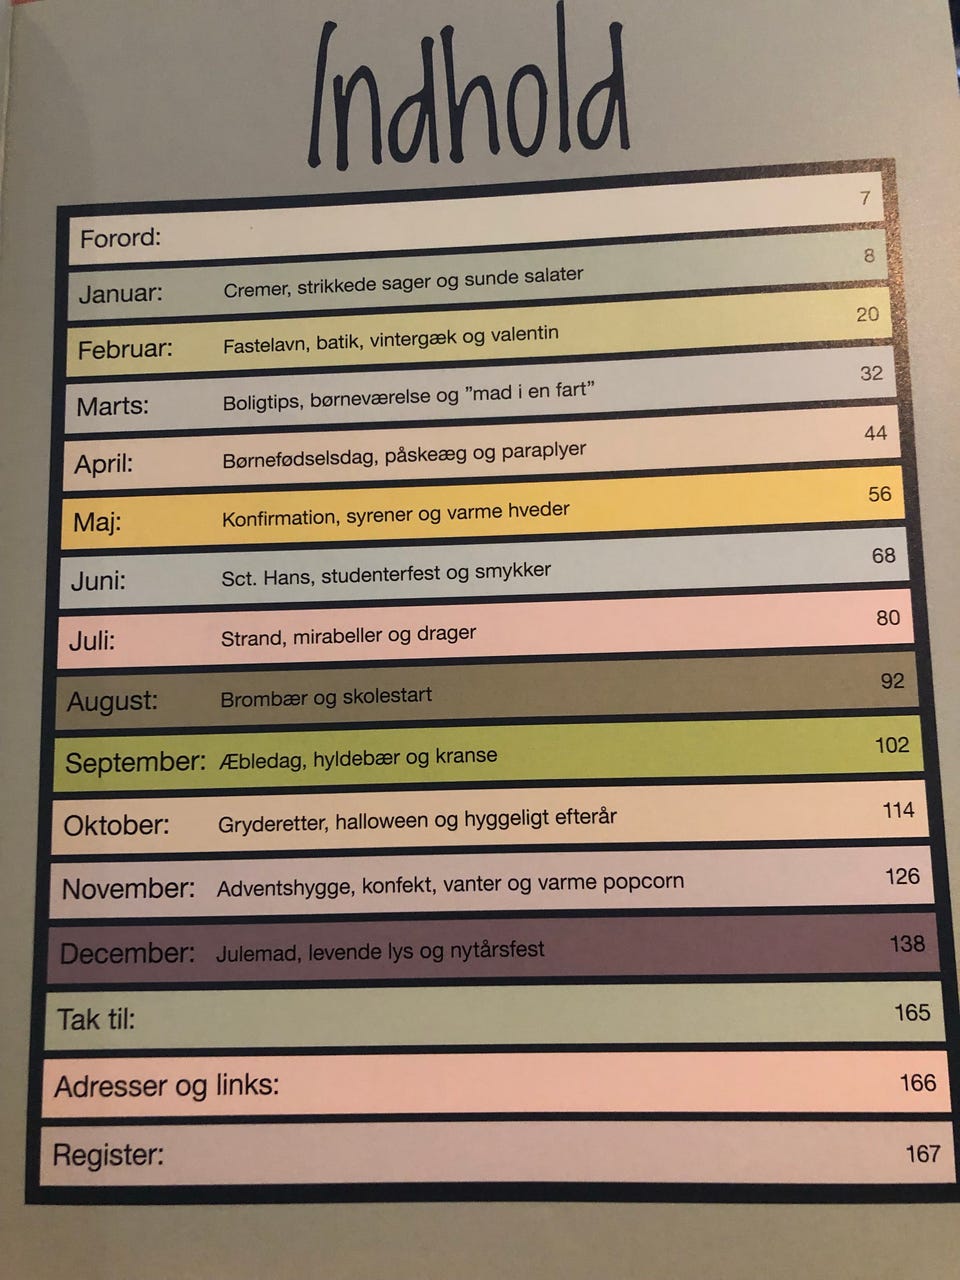 Indhold
Forord: 7
Januar: Cremer, strikkede sager og sunde salater 8
Februar: Fastelavn, batik, vintergæk og valentin 20
Marts: Boligtips, børneværelse og ”mad i en fart” 32
April: Børnefødselsdag, påskeæg og paraplyer 44
Maj: Konfirmation, syrener og varme hveder 56
Juni: Sct. Hans, studenterfest og smykker 68
Juli: Strand, mirabeller og drager 80
August: Brombær og skolestart 92
September: Æbledag, hyldebær og kranse 102
Oktober: Gryderetter, halloween og hyggeligt efterår 114
November: Adventshygge, konfekt, vanter og varme popcorn 126
December: Julemad, levende lys og nytårsfest 138
Tak til: 165
Adresser og links: 166
Register: 167